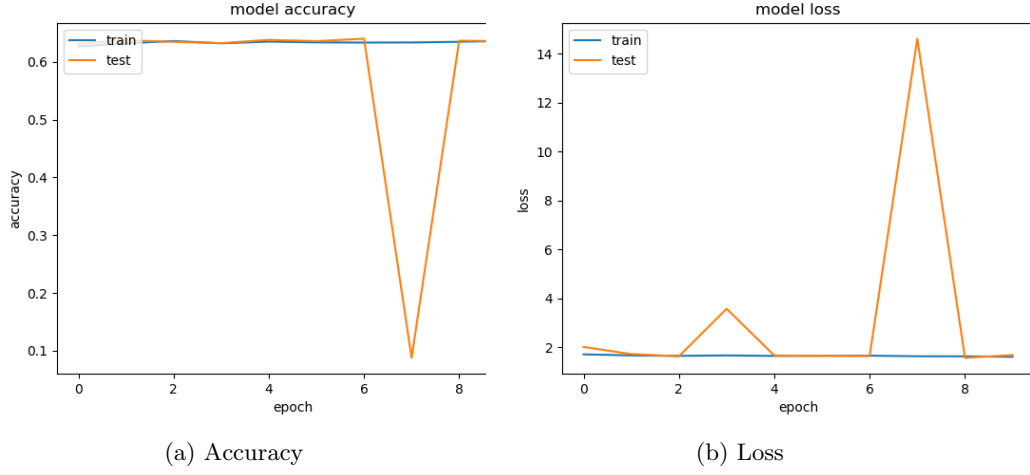 model accuracy
train
test
0.6
0.5
0.4
0.3
0.2
0.1
accuracy
0 2 4 6 8
epoch
(a) Accuracy
model loss
train
test
14
12
10
8
6
4
2
loss
0 2 4 6 8
epoch
(b) Loss